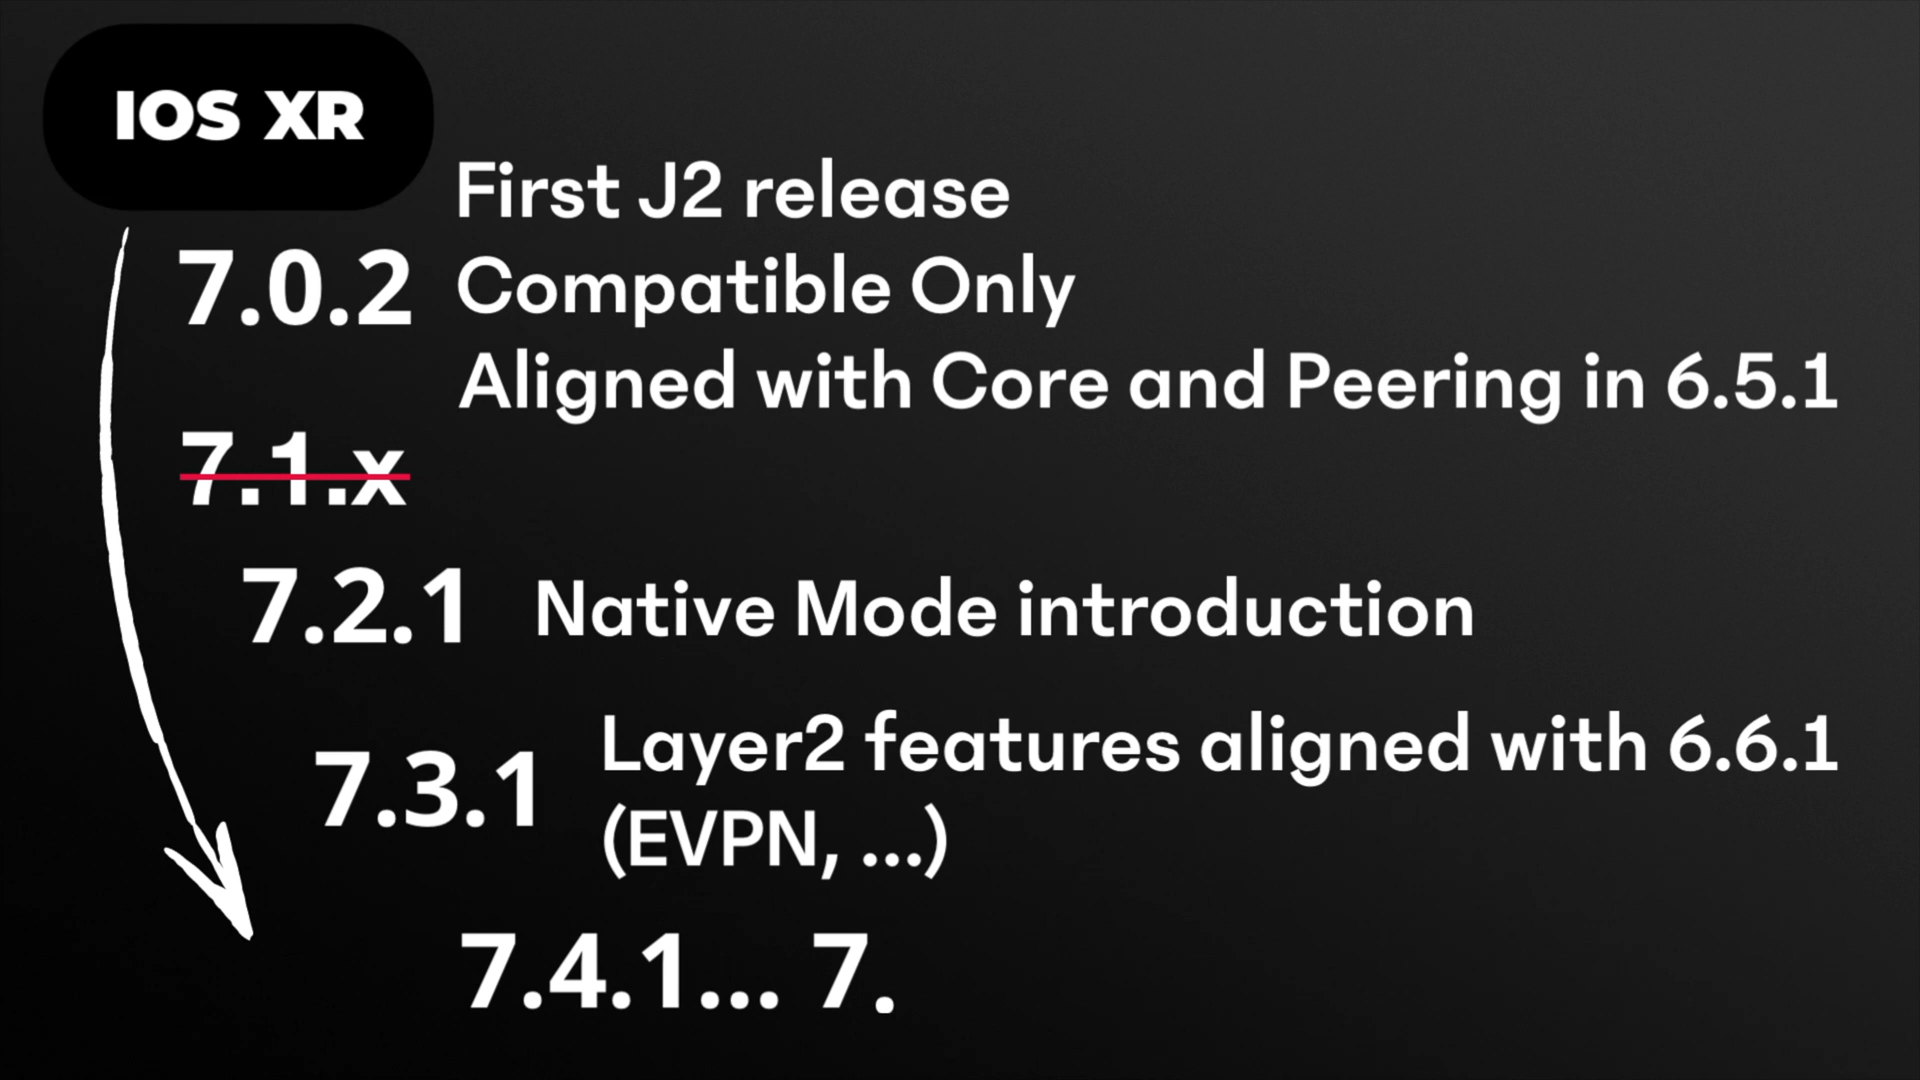 IOS XR
First J2 release
7.0.2 Compatible Only
Aligned with Core and Peering in 6.5.1
7.1.x
7.2.1 Native Mode introduction
7.3.1 Layer2 features aligned with 6.6.1
(EVPN, ...)
7.4.1... 7.